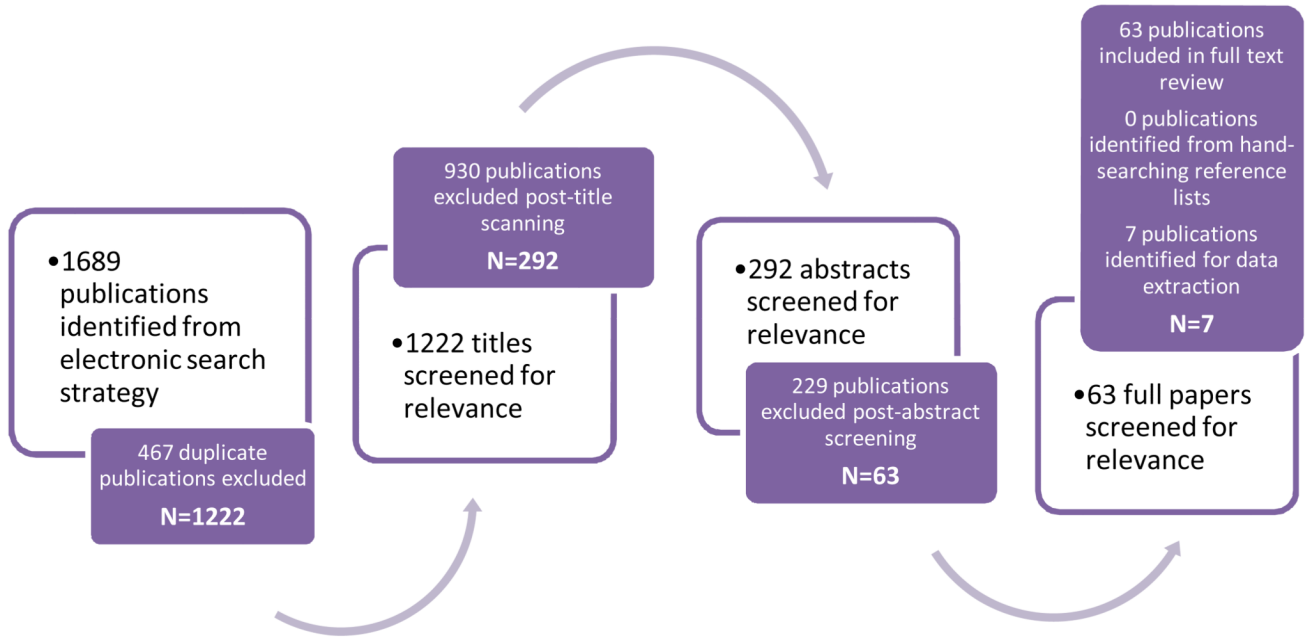 •1689
publications
identified from
electronic search
strategy
467 duplicate
publications excluded
N=1222
930 publications
excluded post-title
scanning
N=292
•1222 titles
screened for
relevance
•292 abstracts
screened for
relevance
229 publications
excluded post-abstract
screening
N=63
63 publications
included in full text
review
0 publications
identified from hand-
searching reference
lists
7 publications
identified for data
extraction
N=7
•63 full papers
screened for
relevance